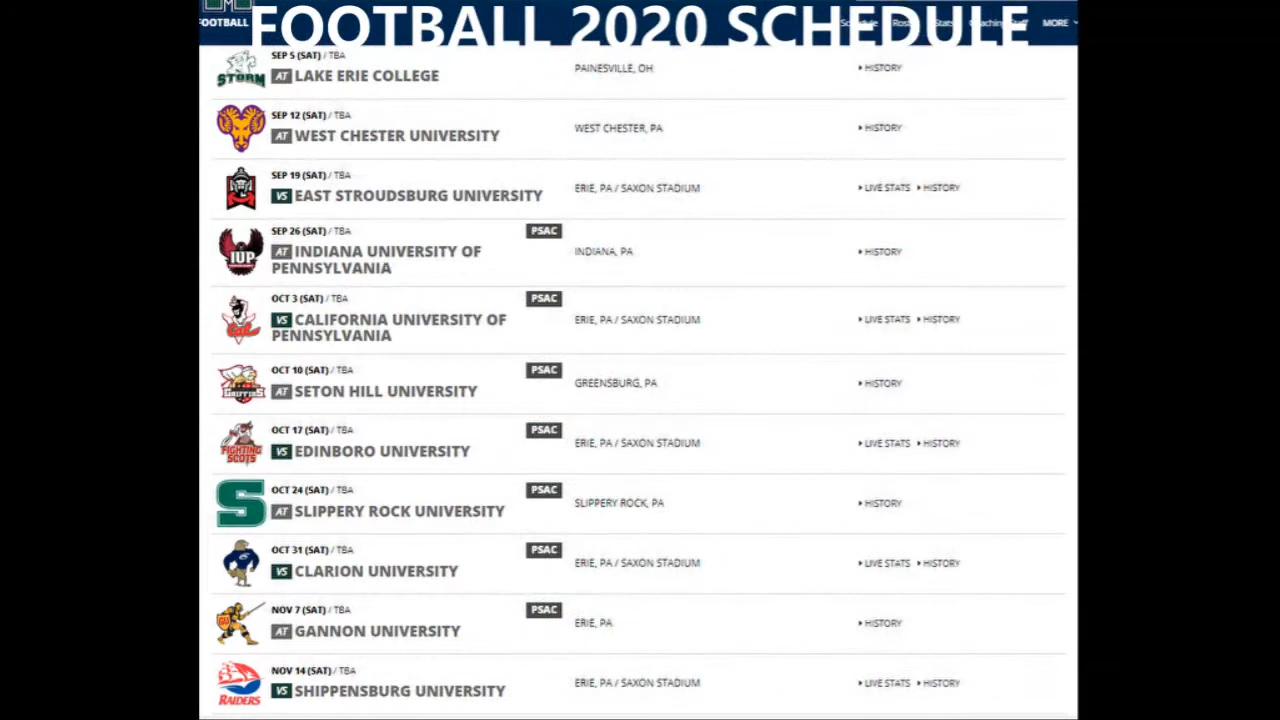 FOOTBALL 2020 SCHEDULE
FOOTBALL Schedule Stats Coaching Staff MORE
SEP 5 (SAT) / TBA
AT LAKE ERIE COLLEGE PAINESVILLE, OH HISTORY
STORM
SEP 12 (SAT) / TBA
AT WEST CHESTER UNIVERSITY WEST CHESTER, PA HISTORY
SEP 19 (SAT) / TBA
VS EAST STROUDSBURG UNIVERSITY ERIE, PA / SAXON STADIUM LIVE STATS HISTORY
SEP 26 (SAT) / TBA PSAC
IUP
AT INDIANA UNIVERSITY OF INDIANA, PA HISTORY
PENNSYLVANIA
OCT 3 (SAT) / TBA PSAC
VS CALIFORNIA UNIVERSITY OF ERIE, PA / SAXON STADIUM LIVE STATS HISTORY
Cal PENNSYLVANIA
OCT 10 (SAT) / TBA PSAC
AT SETON HILL UNIVERSITY GREENSBURG, PA HISTORY
GRIFFINS
OCT 17 (SAT) / TBA PSAC
VS EDINBORO UNIVERSITY ERIE, PA / SAXON STADIUM LIVE STATS HISTORY
FIGHTING
SCOTS
OCT 24 (SAT) / TBA PSAC
S AT SLIPPERY ROCK UNIVERSITY SLIPPERY ROCK, PA HISTORY
OCT 31 (SAT) / TBA PSAC
VS CLARION UNIVERSITY ERIE, PA / SAXON STADIUM LIVE STATS HISTORY
NOV 7 (SAT) / TBA PSAC
AT GANNON UNIVERSITY ERIE, PA HISTORY
NOV 14 (SAT) / TBA
VS SHIPPENSBURG UNIVERSITY ERIE, PA / SAXON STADIUM LIVE STATS HISTORY
RAIDERS